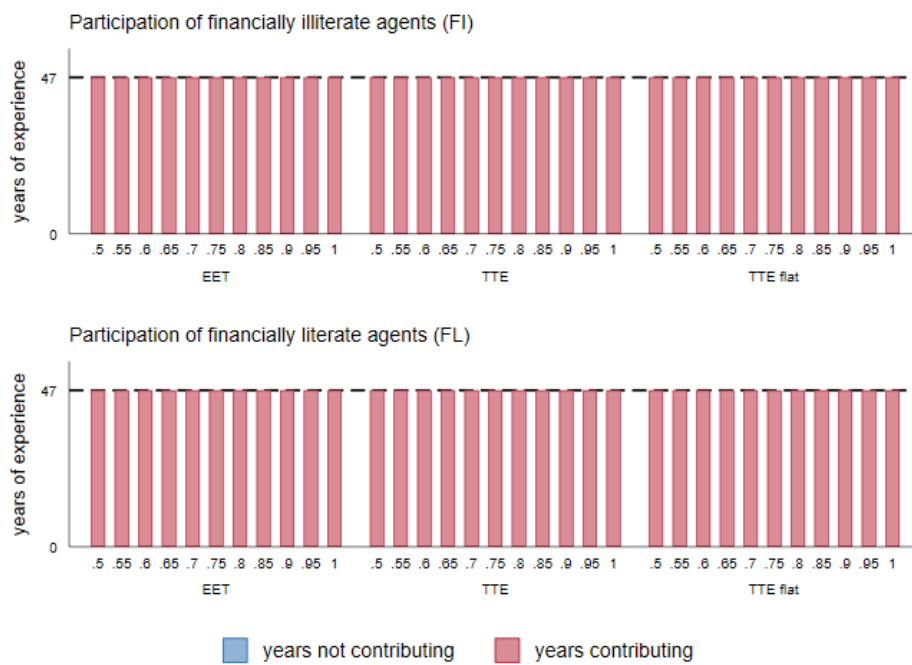 Participation of financially illiterate agents (FI)
years of experience
47
0
.5 .55 .6 .65 .7 .75 .8 .85 .9 .95 1 .5 .55 .6 .65 .7 .75 .8 .85 .9 .95 1 .5 .55 .6 .65 .7 .75 .8 .85 .9 .95 1
EET TTE TTE flat
Participation of financially literate agents (FL)
years of experience
47
0
.5 .55 .6 .65 .7 .75 .8 .85 .9 .95 1 .5 .55 .6 .65 .7 .75 .8 .85 .9 .95 1 .5 .55 .6 .65 .7 .75 .8 .85 .9 .95 1
EET TTE TTE flat
years not contributing years contributing